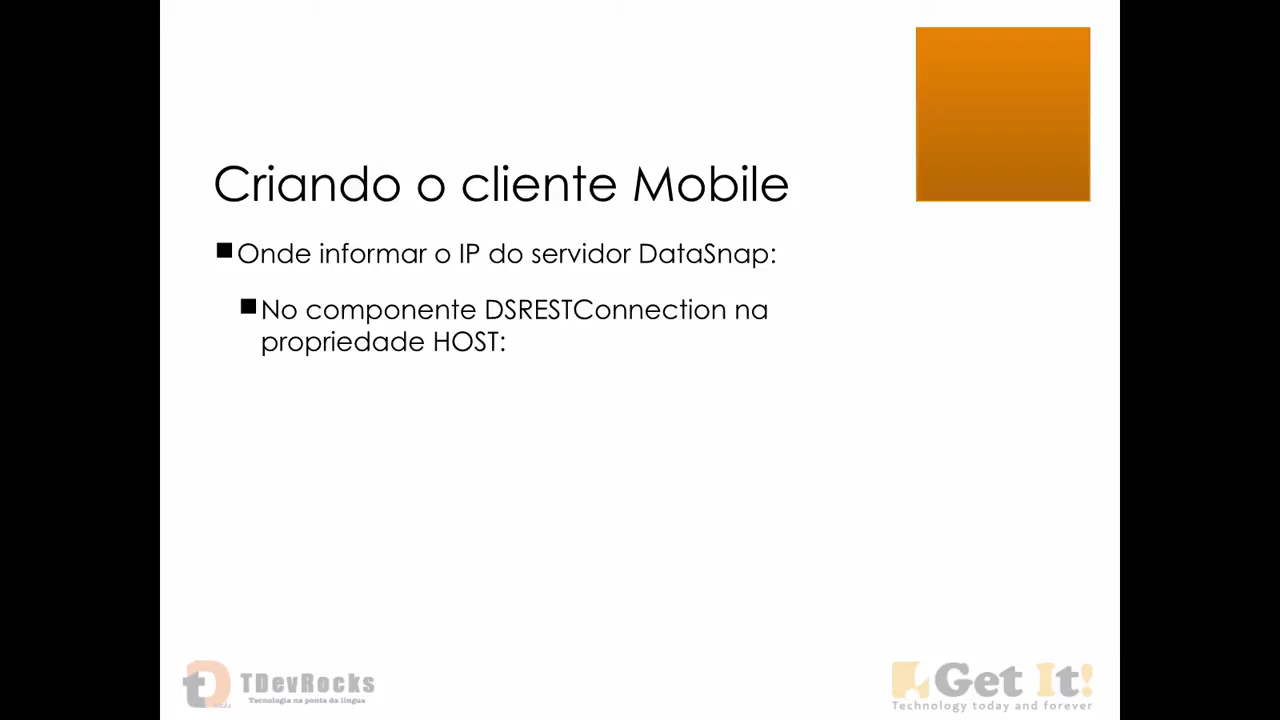 Criando o cliente Mobile
Onde informar o IP do servidor DataSnap:
No componente DSRESTConnection na
propriedade HOST:
TDevRocks
Tecnologia na ponta da língua
Get It!
Technology today and forever